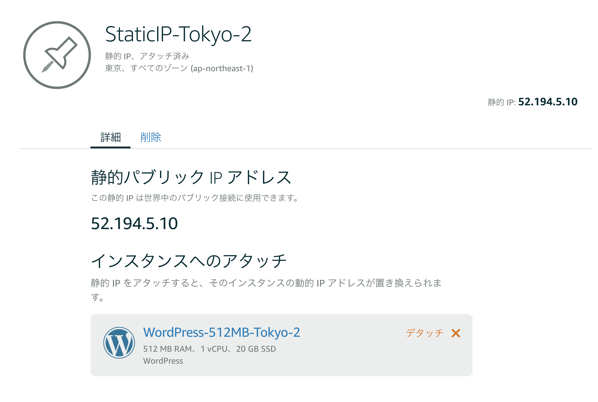 StaticIP-Tokyo-2
静的 IP、アタッチ済み
東京、すべてのゾーン (ap-northeast-1)
静的 IP: 52.194.5.10
詳細 削除
静的パブリック IP アドレス
この静的 IP は世界中のパブリック接続に使用できます。
52.194.5.10
インスタンスへのアタッチ
静的 IP をアタッチすると、そのインスタンスの動的 IP アドレスが置き換えられま
す。
WordPress-512MB-Tokyo-2 デタッチ
512 MB RAM、1 vCPU、20 GB SSD
WordPress